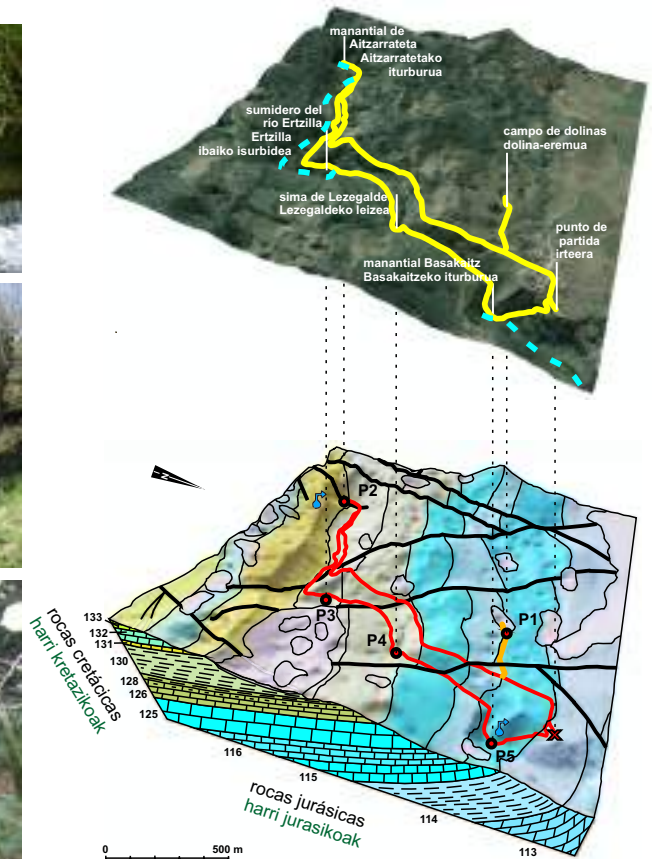 manantial de
Aitzarrateta
Aitzarratetako
iturburua
sumidero del
río Ertzilla
Ertzilla
ibaiko isurbidea
campo de dolinas
dolina-eremua
sima de Lezegalde
Lezegaldeko leizea
punto de
partida
irteera
manantial Basakaitz
Basakaitzeko iturburua
P2
P1
P3
P4
P5
X
133
132
131
130
128
126
125
116
115
114
113
rocas cretácicas
harri kretazikoak
rocas jurásicas
harri jurasikoak
0 500 m